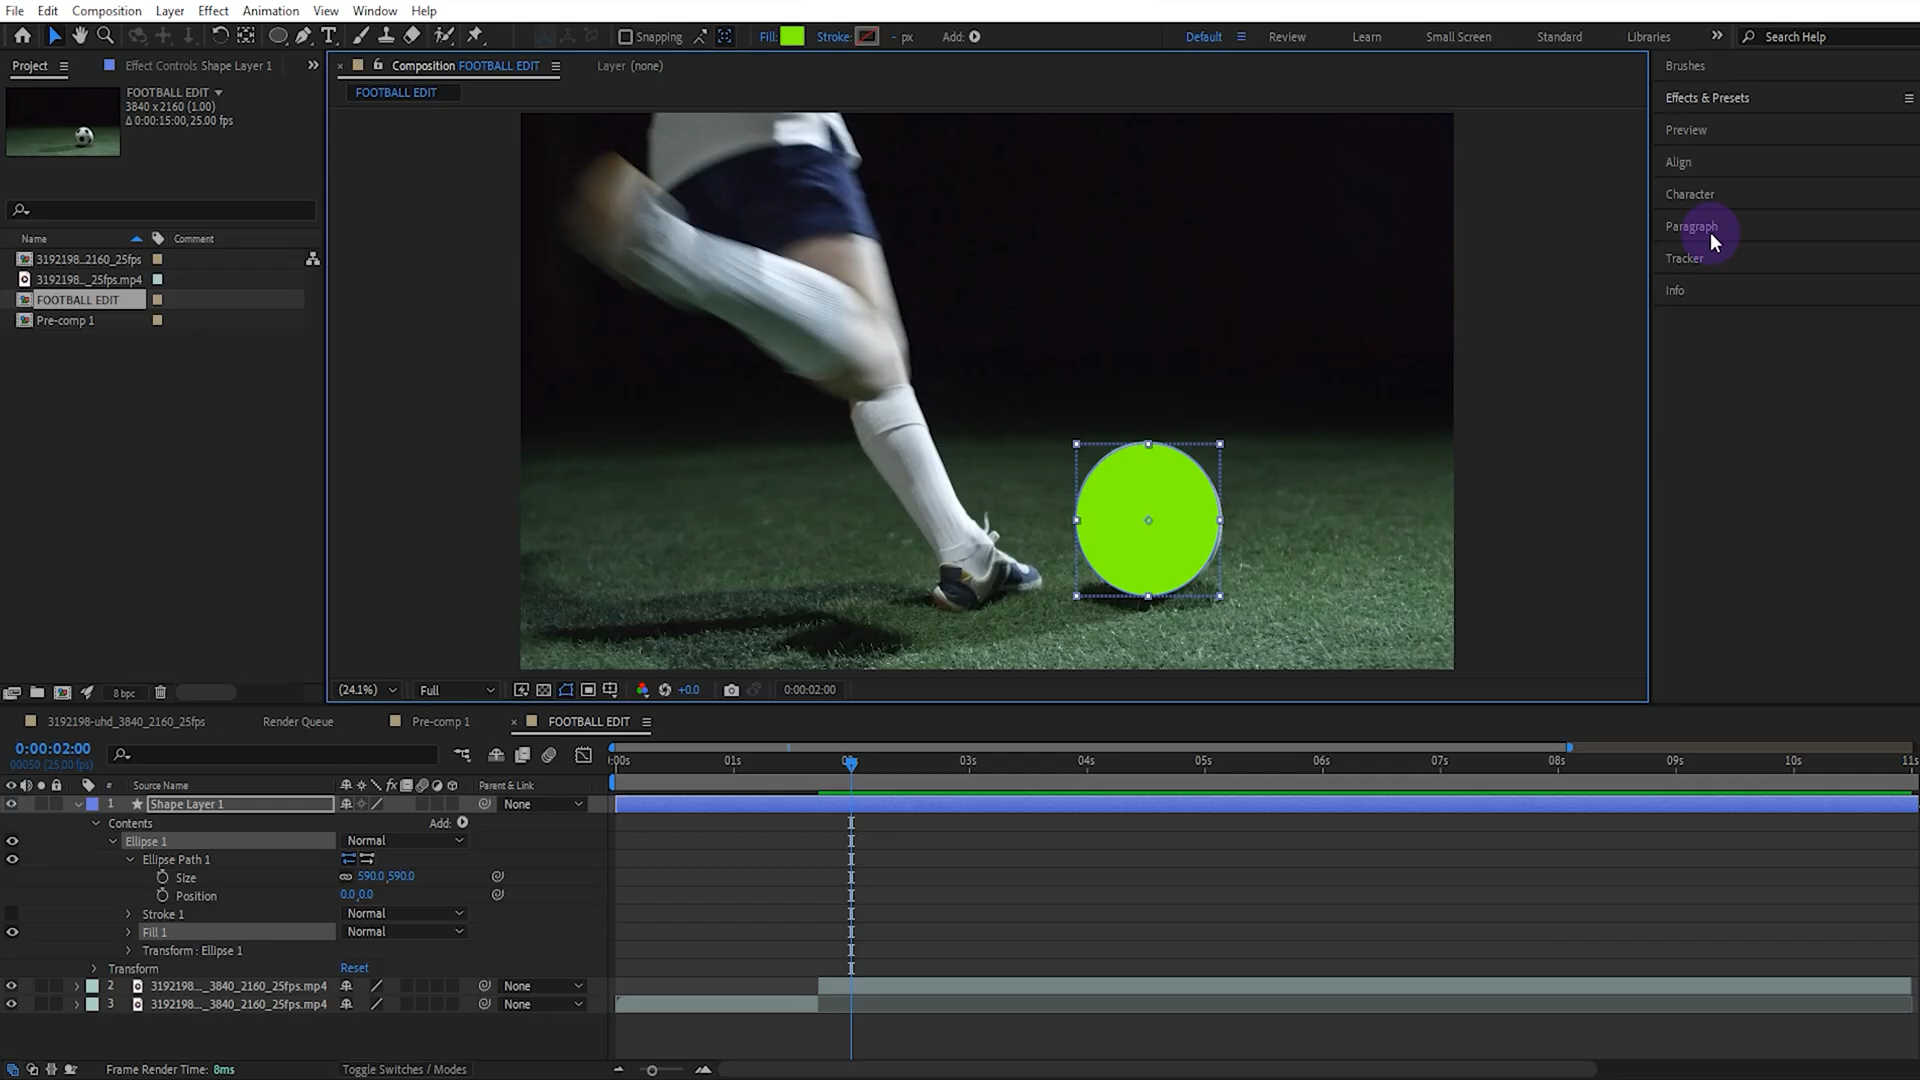 File Edit Composition Layer Effect Animation View Window Help
Snapping Fill: Stroke: - px Add: Default Review Learn Small Screen Standard Libraries Search Help
Project Effect Controls Shape Layer 1 Composition FOOTBALL EDIT Layer (none) Brushes
FOOTBALL EDIT
3840 x 2160 (1.00)
Δ 0:00:15:00, 25.00 fps
FOOTBALL EDIT
Effects & Presets
Preview
Align
Character
Paragraph
Tracker
Info
Name Comment
3192198...2160_25fps
3192198..._25fps.mp4
FOOTBALL EDIT
Pre-comp 1
8 bpc (24.1%) Full +0.0 0:00:02:00
3192198-uhd_3840_2160_25fps Render Queue Pre-comp 1 FOOTBALL EDIT
0:00:02:00
00050 (25.00 fps)
:00s 01s 03s 04s 05s 06s 07s 08s 09s 10s 11s
# Source Name fx Parent & Link
1 Shape Layer 1 None
Contents Add:
Ellipse 1 Normal
Ellipse Path 1
Size 590.0,590.0
Position 0.0,0.0
Stroke 1 Normal
Fill 1 Normal
Transform : Ellipse 1
Transform Reset
2 3192198..._3840_2160_25fps.mp4 None
3 3192198..._3840_2160_25fps.mp4 None
Frame Render Time: 8ms Toggle Switches / Modes